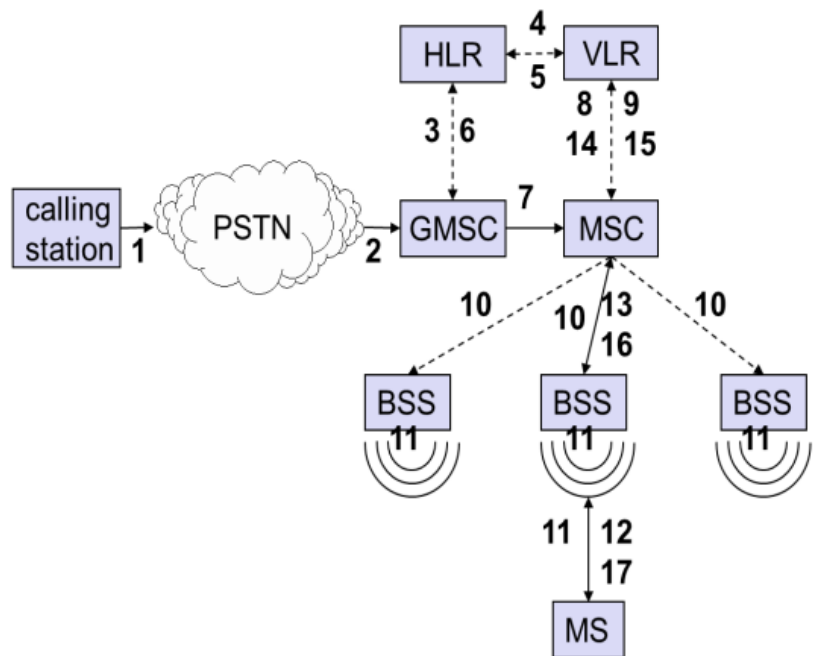 4
HLR
VLR
5
8 9
3 6
14 15
calling
station
1
PSTN
2
GMSC
7
MSC
10
10
13
16
10
BSS
11
BSS
11
BSS
11
11
12
17
MS